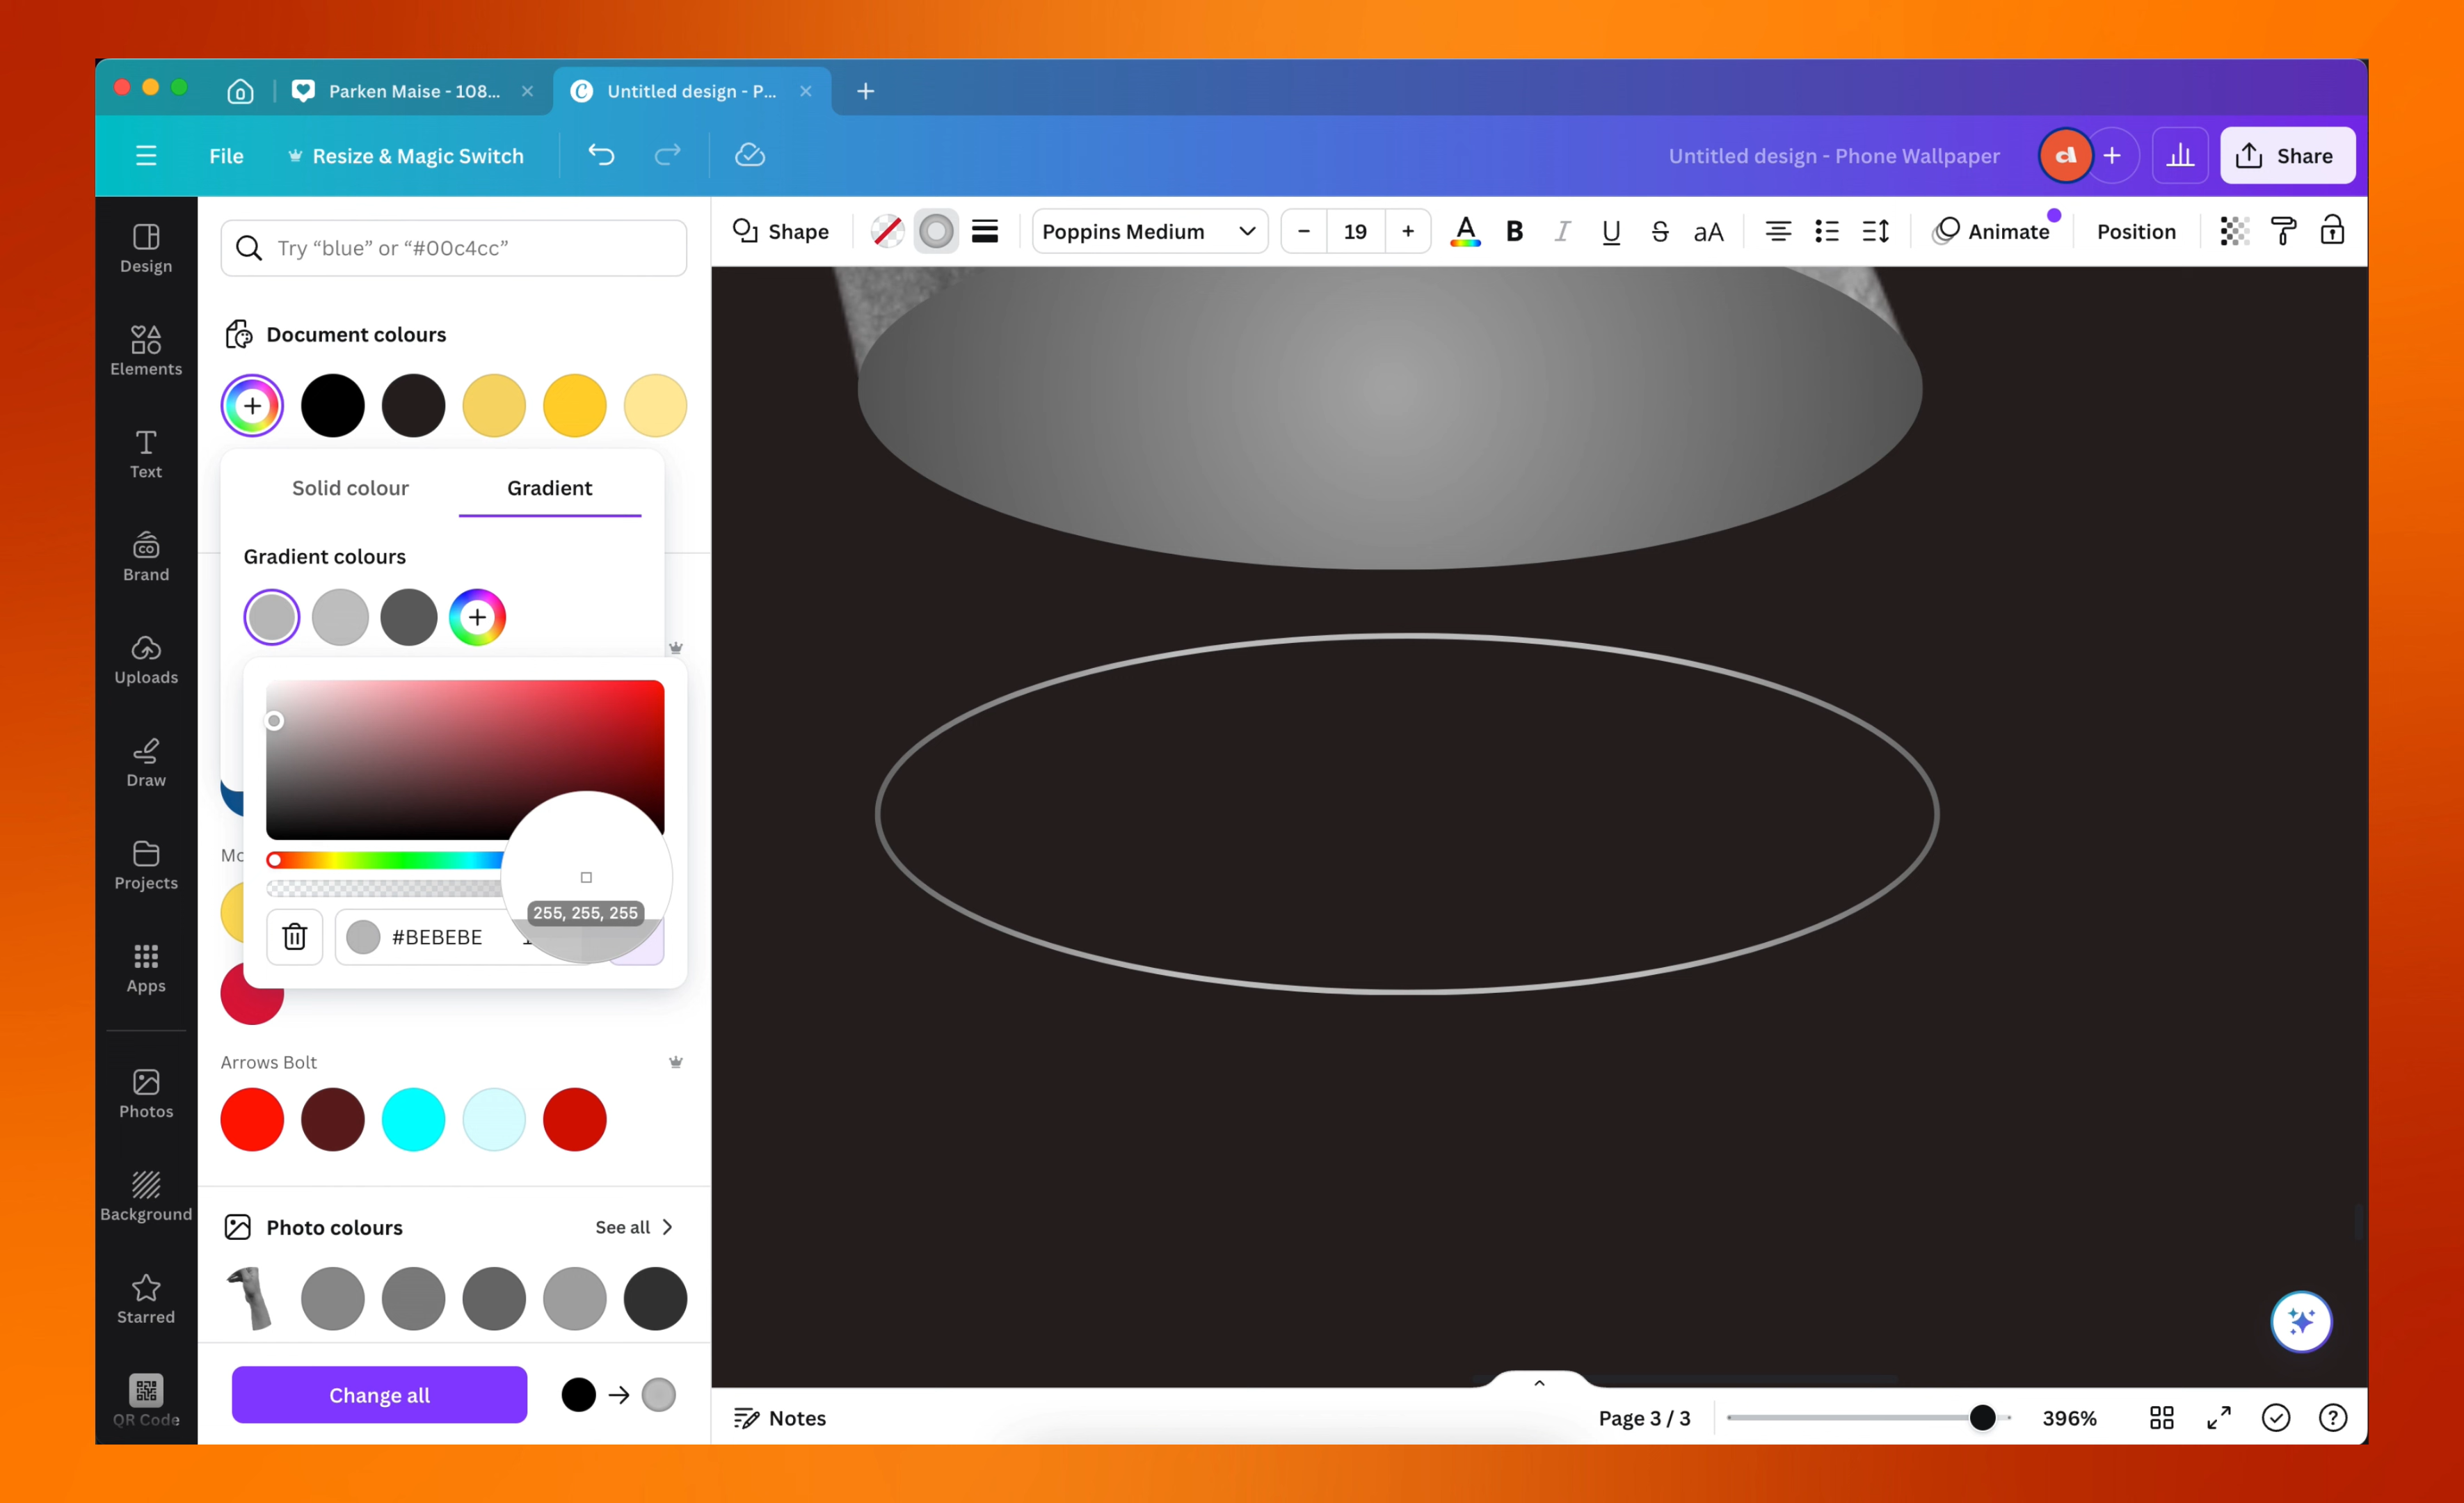 Parken Maise - 108...
Untitled design - P...
File
Resize & Magic Switch
Untitled design - Phone Wallpaper
Share
Design
Elements
Text
Brand
Uploads
Draw
Projects
Apps
Photos
Background
Starred
QR Code
Try “blue” or “#00c4cc”
Document colours
Solid colour
Gradient
Gradient colours
255, 255, 255
#BEBEBE
Arrows Bolt
Photo colours
See all
Change all
Shape
Poppins Medium
19
A
B
I
U
S
aA
Animate
Position
Notes
Page 3 / 3
396%